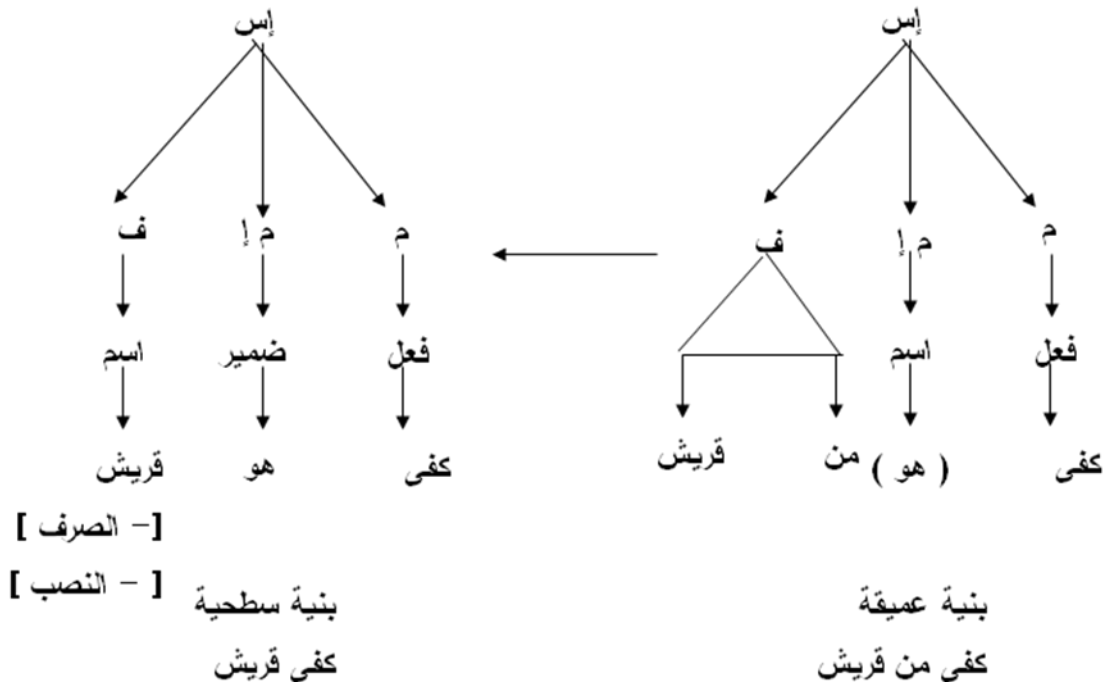 إس إس
م م إ ف م م إ ف
فعل اسم فعل ضمير اسم
كفى ( هو ) من قريش كفى هو قريش
[ – الصرف ]
[ – النصب ]
بنية عميقة بنية سطحية
كفى من قريش كفى قريش